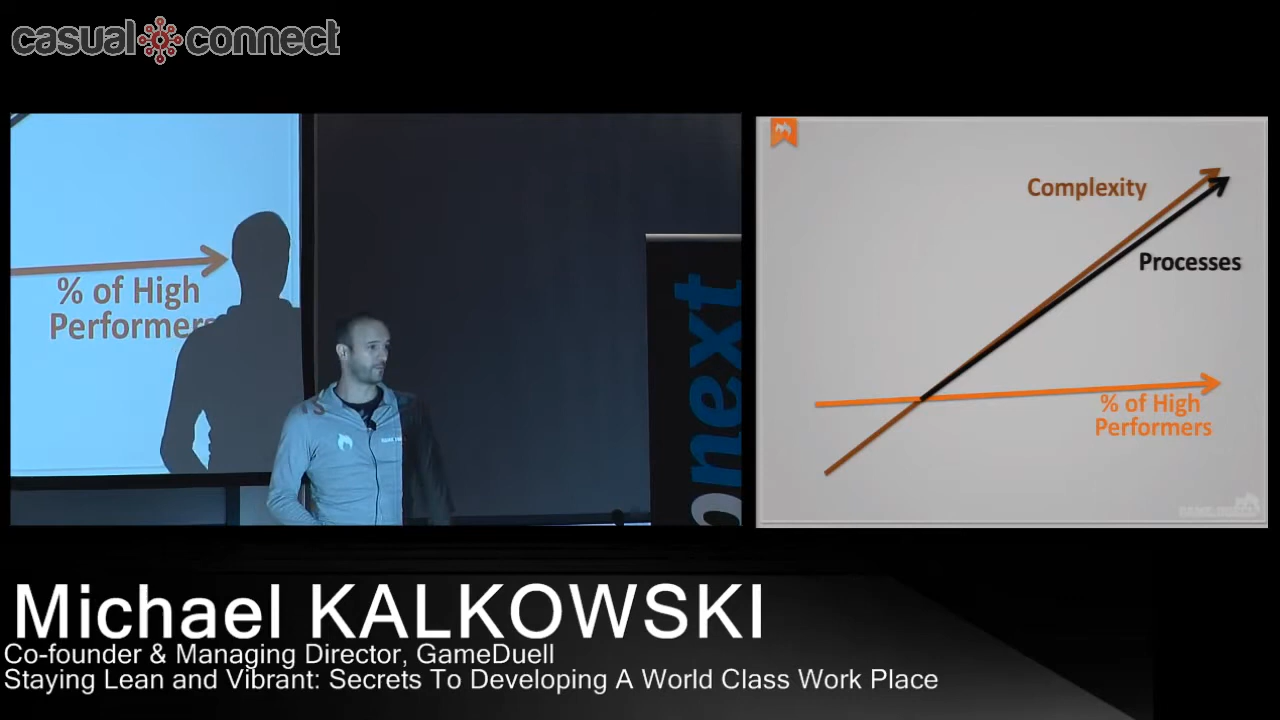 casual connect
% of High
Performers
next
Complexity
Processes
% of High
Performers
Michael KALKOWSKI
Co-founder & Managing Director, GameDuell
Staying Lean and Vibrant: Secrets To Developing A World Class Work Place